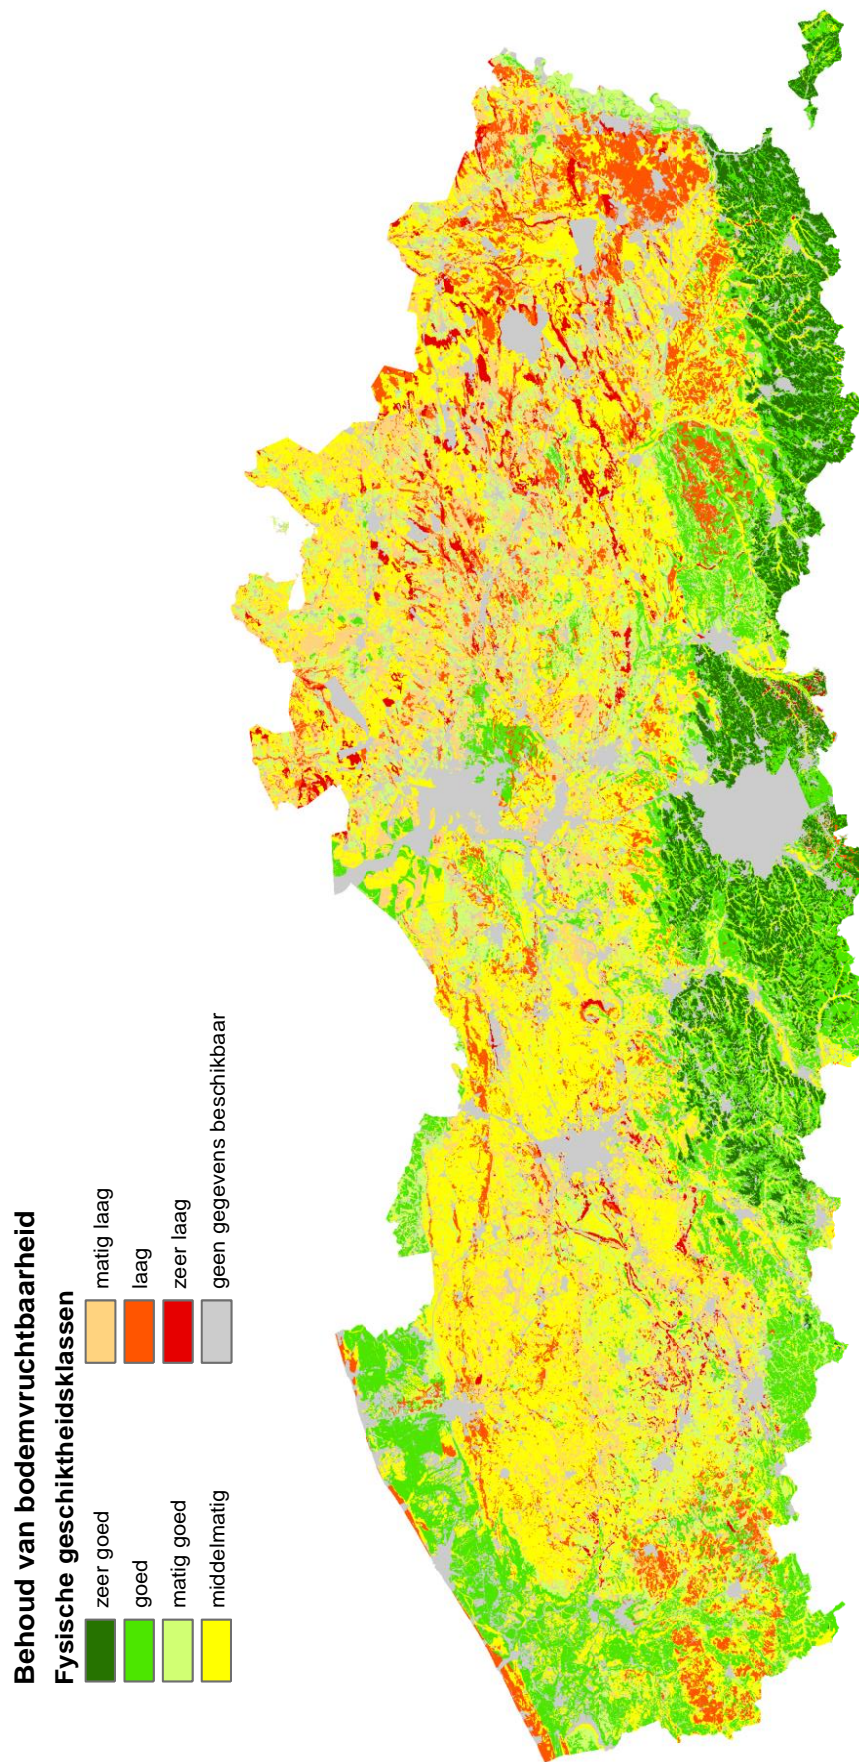 Behoud van bodemvruchtbaarheid
Fysische geschiktheidsklassen
zeer goed
goed
matig goed
middelmatig
matig laag
laag
zeer laag
geen gegevens beschikbaar